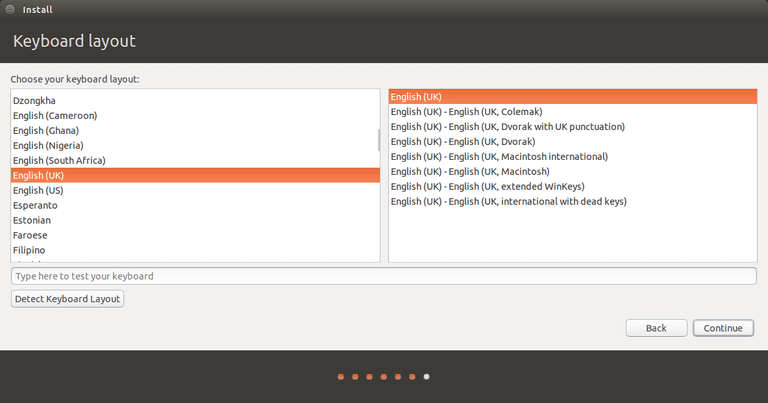 Install
Keyboard layout
Choose your keyboard layout:
Dzongkha
English (Cameroon)
English (Ghana)
English (Nigeria)
English (South Africa)
English (UK)
English (US)
Esperanto
Estonian
Faroese
Filipino
English (UK)
English (UK) - English (UK, Colemak)
English (UK) - English (UK, Dvorak with UK punctuation)
English (UK) - English (UK, Dvorak)
English (UK) - English (UK, Macintosh international)
English (UK) - English (UK, Macintosh)
English (UK) - English (UK, extended WinKeys)
English (UK) - English (UK, international with dead keys)
Type here to test your keyboard
Detect Keyboard Layout
Back
Continue